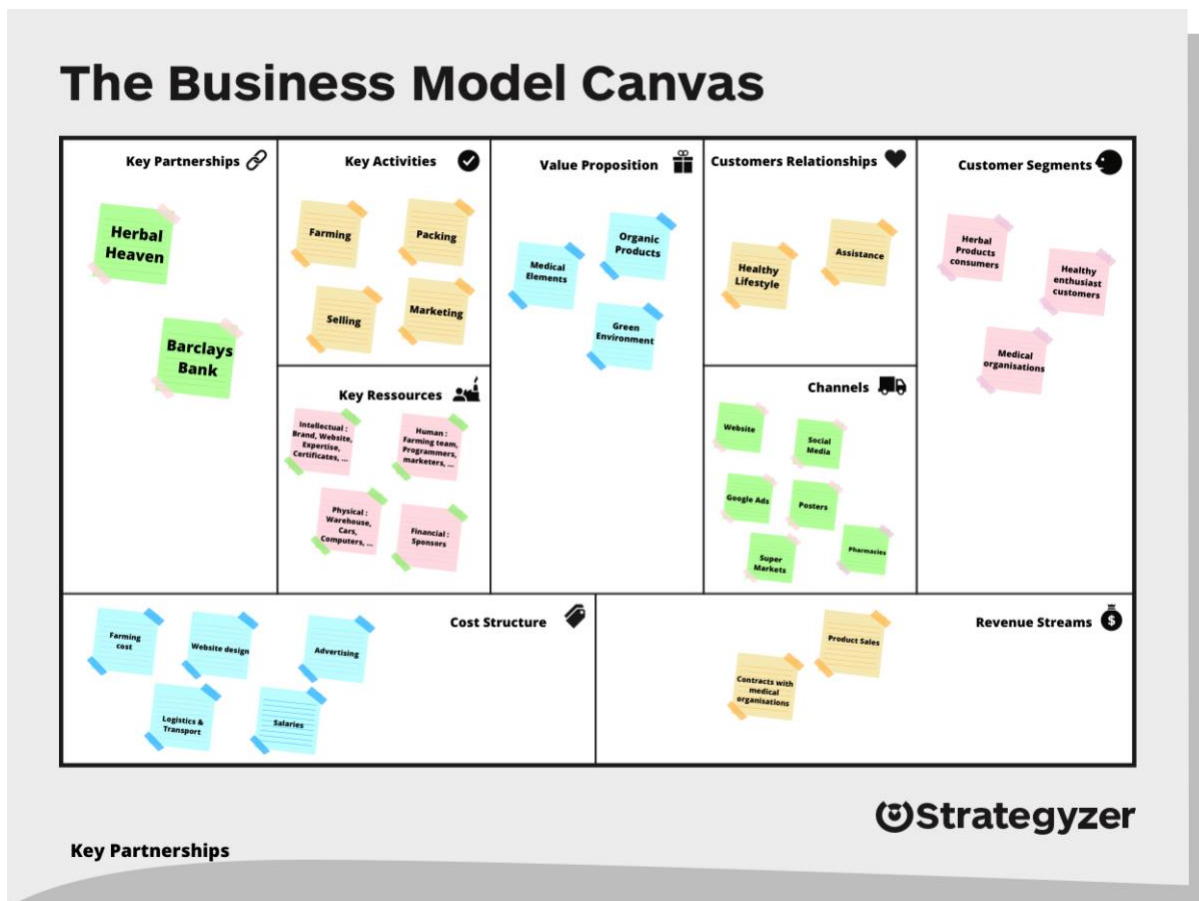 The Business Model Canvas
Key Partnerships
Herbal
Heaven
Barclays
Bank
Key Activities
Farming
Packing
Selling
Marketing
Key Ressources
Intellectual :
Brand, Website,
Expertise,
Certificates, ...
Human :
Farming team,
Programmers,
marketers, ...
Physical :
Warehouse,
Cars,
Computers, ...
Financial :
Sponsors
Value Proposition
Medical
Elements
Organic
Products
Green
Environment
Customers Relationships
Healthy
Lifestyle
Assistance
Channels
Website
Social
Media
Google Ads
Posters
Super
Markets
Pharmacies
Customer Segments
Herbal
Products
consumers
Healthy
enthusiast
customers
Medical
organisations
Cost Structure
Farming
cost
Website design
Advertising
Logistics &
Transport
Salaries
Revenue Streams
$
Product Sales
Contracts with
medical
organisations
Strategyzer
Key Partnerships